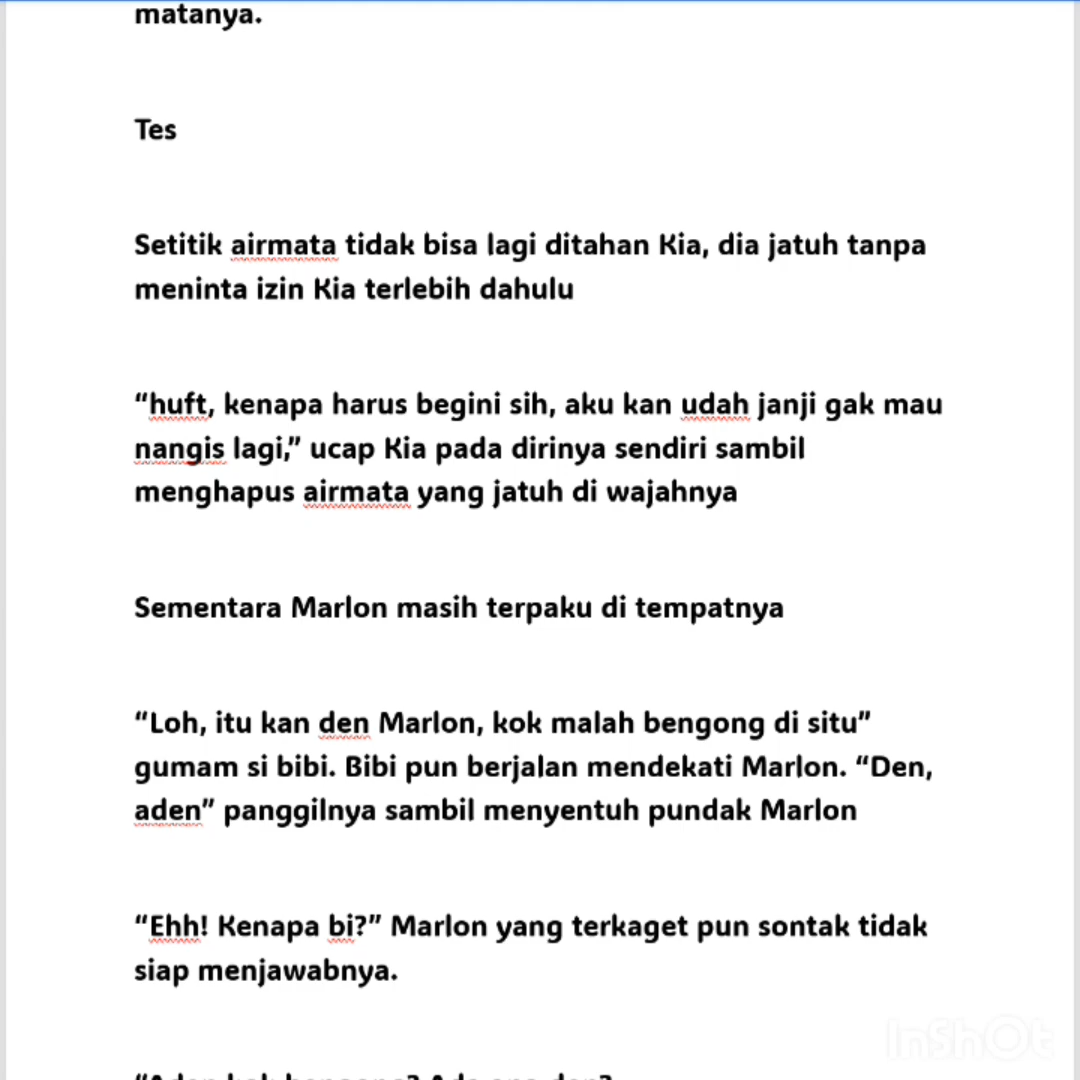 matanya.
Tes
Setitik airmata tidak bisa lagi ditahan Kia, dia jatuh tanpa
meninta izin Kia terlebih dahulu
“huft, kenapa harus begini sih, aku kan udah janji gak mau
nangis lagi,” ucap Kia pada dirinya sendiri sambil
menghapus airmata yang jatuh di wajahnya
Sementara Marlon masih terpaku di tempatnya
“Loh, itu kan den Marlon, kok malah bengong di situ”
gumam si bibi. Bibi pun berjalan mendekati Marlon. “Den,
aden” panggilnya sambil menyentuh pundak Marlon
“Ehh! Kenapa bi?” Marlon yang terkaget pun sontak tidak
siap menjawabnya.
InShOt